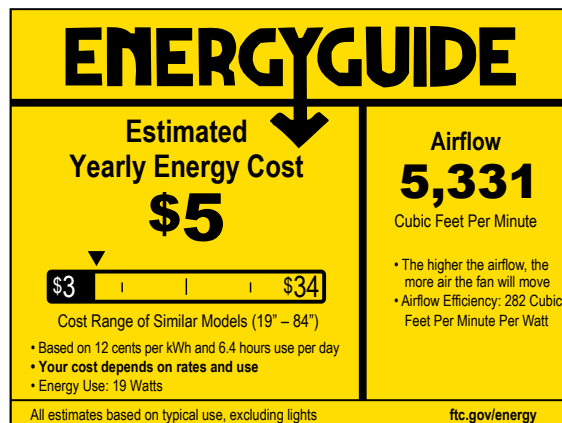 ENERGYGUIDE
Estimated
Yearly Energy Cost
$5
$3
$34
Cost Range of Similar Models (19” – 84”)
• Based on 12 cents per kWh and 6.4 hours use per day
• Your cost depends on rates and use
• Energy Use: 19 Watts
Airflow
5,331
Cubic Feet Per Minute
• The higher the airflow, the
more air the fan will move
• Airflow Efficiency: 282 Cubic
Feet Per Minute Per Watt
All estimates based on typical use, excluding lights
ftc.gov/energy